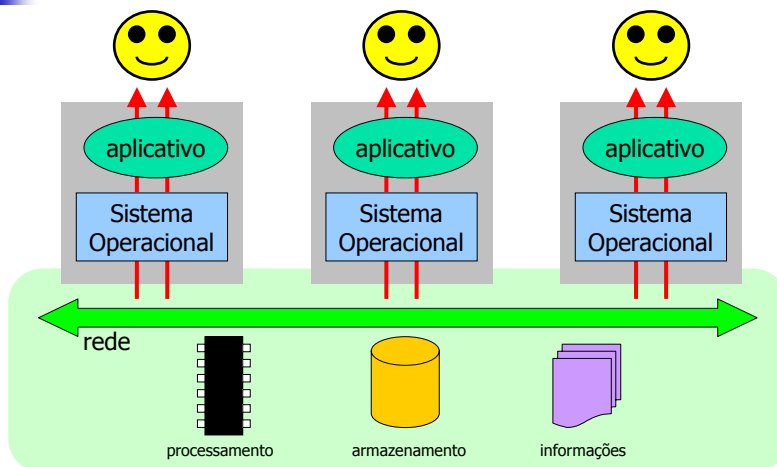 aplicativo
aplicativo
aplicativo
Sistema
Operacional
Sistema
Operacional
Sistema
Operacional
rede
processamento
armazenamento
informações